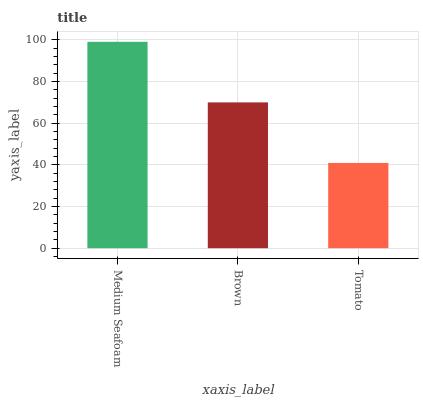 title
100
80
60
40
20
0
yaxis_label
Medium Seafoam
Brown
Tomato
xaxis_label